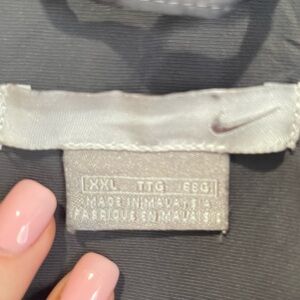 XXL TTG EEG
MADE IN MALAYSIA
FABRIQUE EN MALAISIE